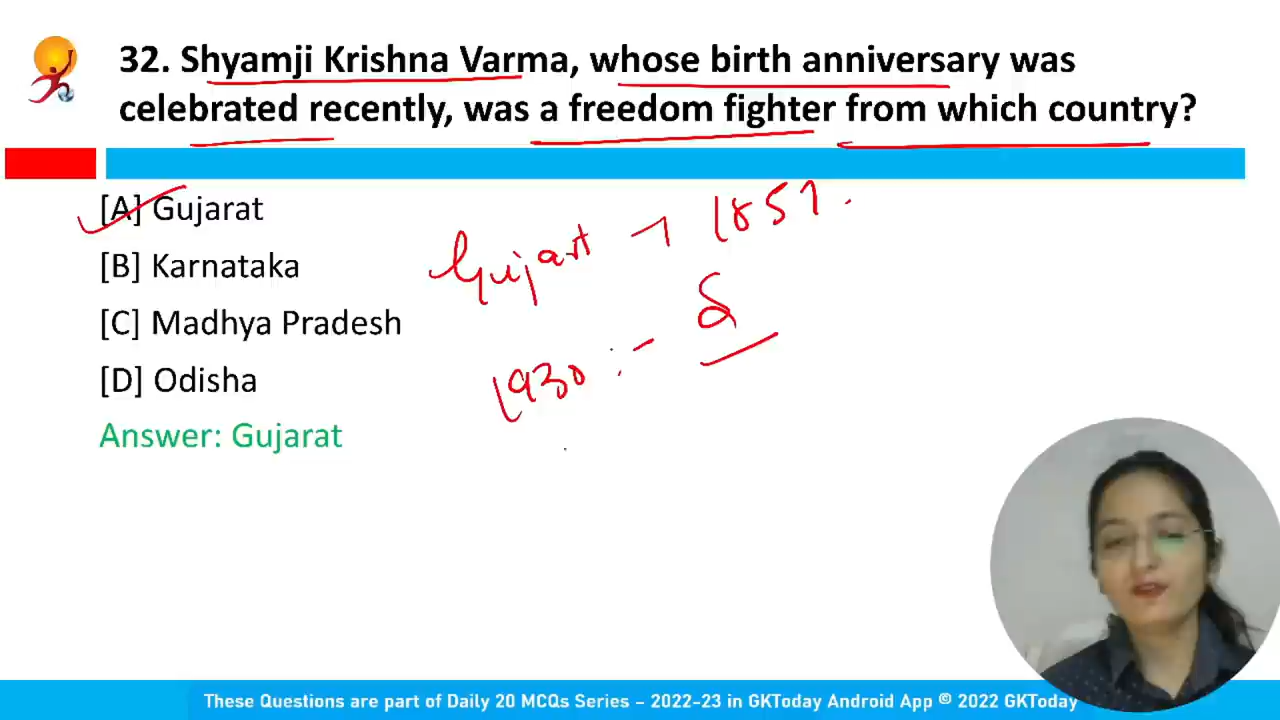 32. Shyamji Krishna Varma, whose birth anniversary was
celebrated recently, was a freedom fighter from which country?
[A] Gujarat
[B] Karnataka
[C] Madhya Pradesh
[D] Odisha
Answer: Gujarat
Gujart → 1857.
1930 :-
These Questions are part of Daily 20 MCQs Series – 2022-23 in GKToday Android App © 2022 GKToday